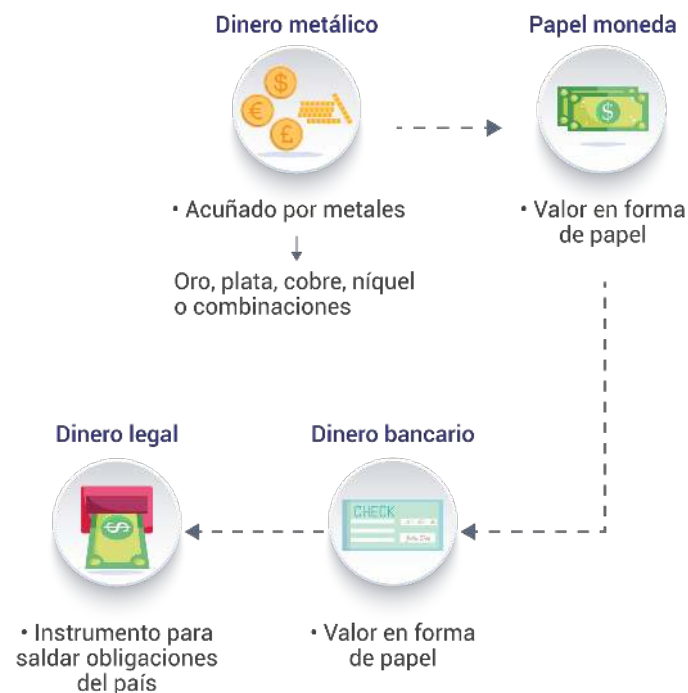 Dinero metálico
Papel moneda
$
€
£
$
• Acuñado por metales
Oro, plata, cobre, níquel
o combinaciones
• Valor en forma
de papel
Dinero legal
Dinero bancario
$
CHECK
• Instrumento para
saldar obligaciones
del país
• Valor en forma
de papel